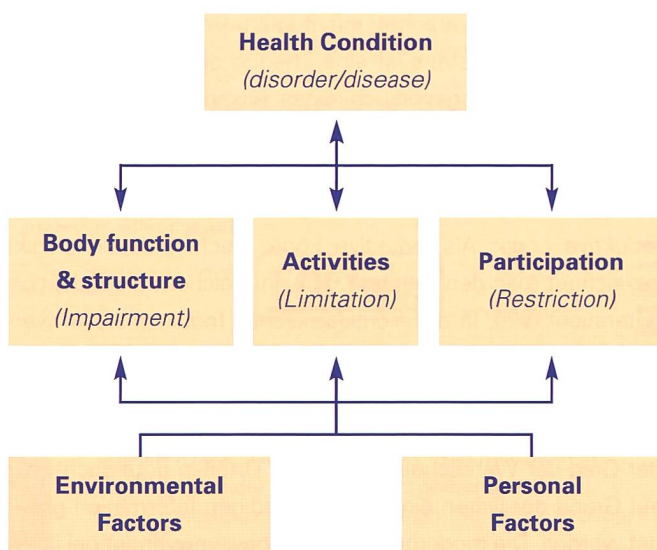 Health Condition
(disorder/disease)
Body function
& structure
(Impairment)
Activities
(Limitation)
Participation
(Restriction)
Environmental
Factors
Personal
Factors